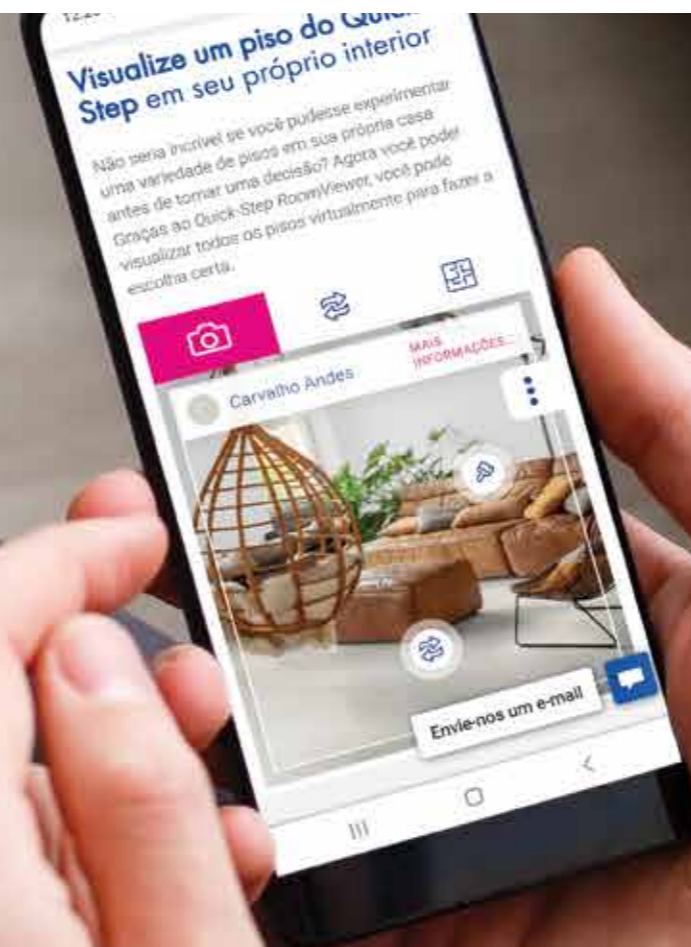 Visualize um piso do Quick-
Step em seu próprio interior
Não seria incrível se você pudesse experimentar
uma variedade de pisos em sua própria casa
antes de tomar uma decisão? Agora você pode!
Graças ao Quick-Step RoomViewer, você pode
visualizar todos os pisos virtualmente para fazer a
escolha certa.
Carvalho Andes
MAIS
INFORMAÇÕES...
Envie-nos um e-mail